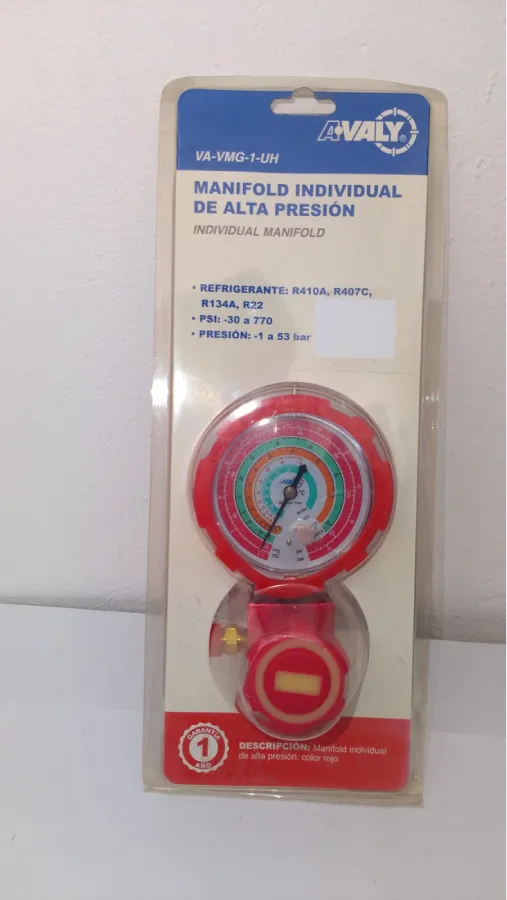 AVALY®
VA-VMG-1-UH
MANIFOLD INDIVIDUAL
DE ALTA PRESIÓN
INDIVIDUAL MANIFOLD
• REFRIGERANTE: R410A, R407C,
R134A, R22
• PSI: -30 a 770
• PRESIÓN: -1 a 53 bar
°C
GARANTÍA
1
AÑO
DESCRIPCIÓN: Manifold individual
de alta presión, color rojo